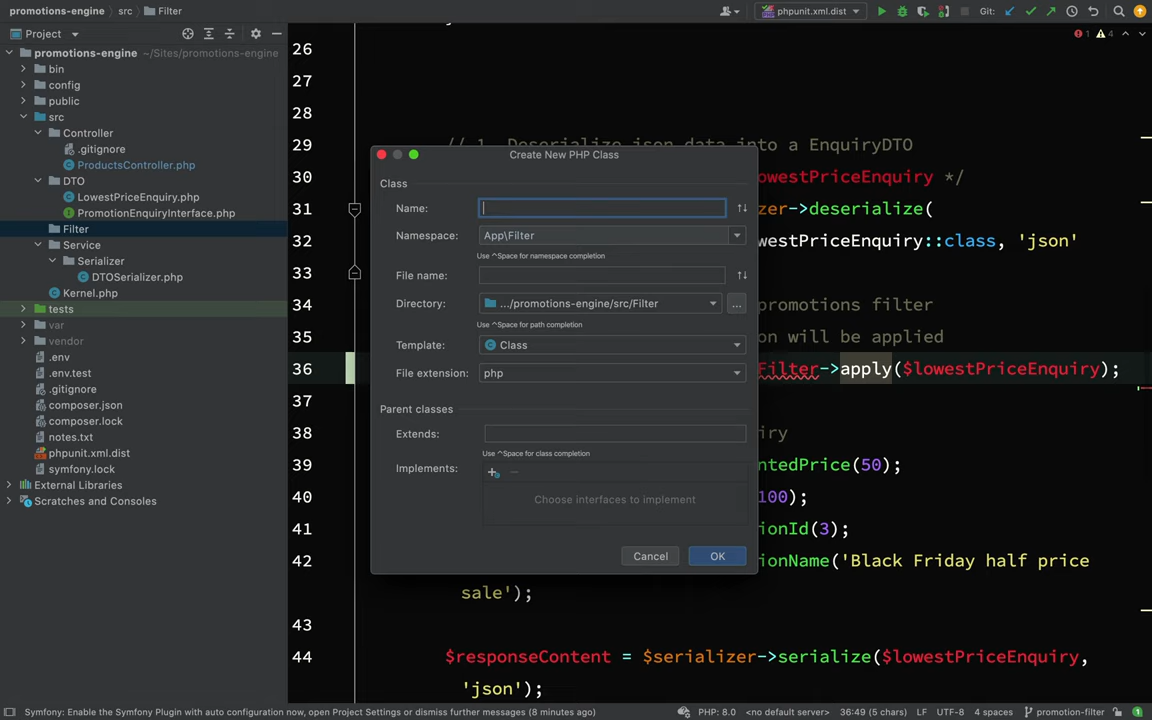 promotions-engine
src
Filter
phpunit.xml.dist
Git:
Project
1
4
promotions-engine ~/Sites/promotions-engine
bin
config
public
src
Controller
.gitignore
ProductsController.php
DTO
LowestPriceEnquiry.php
PromotionEnquiryInterface.php
Filter
Service
Serializer
DTOSerializer.php
Kernel.php
tests
var
vendor
.env
.env.test
.gitignore
composer.json
composer.lock
notes.txt
phpunit.xml.dist
symfony.lock
External Libraries
Scratches and Consoles
26
27
28
29 // 1. Deserialize json data into a EnquiryDTO
30 owestPriceEnquiry */
31 zer->deserialize(
32 westPriceEnquiry::class, 'json'
33
34 promotions filter
35 on will be applied
36 Filter->apply($lowestPriceEnquiry);
37
38 iry
39 ntedPrice(50);
40 100);
41 ionId(3);
42 ionName('Black Friday half price
sale');
43
44 $responseContent = $serializer->serialize($lowestPriceEnquiry,
'json');
Create New PHP Class
Class
Name:
Namespace: App\Filter
Use ^Space for namespace completion
File name:
Directory: .../promotions-engine/src/Filter ...
Use ^Space for path completion
Template: Class
File extension: php
Parent classes
Extends:
Use ^Space for class completion
Implements:
Choose interfaces to implement
Cancel OK
Symfony: Enable the Symfony Plugin with auto configuration now, open Project Settings or dismiss further messages (8 minutes ago)
PHP: 8.0 <no default server> 36:49 (5 chars) LF UTF-8 4 spaces promotion-filter 1